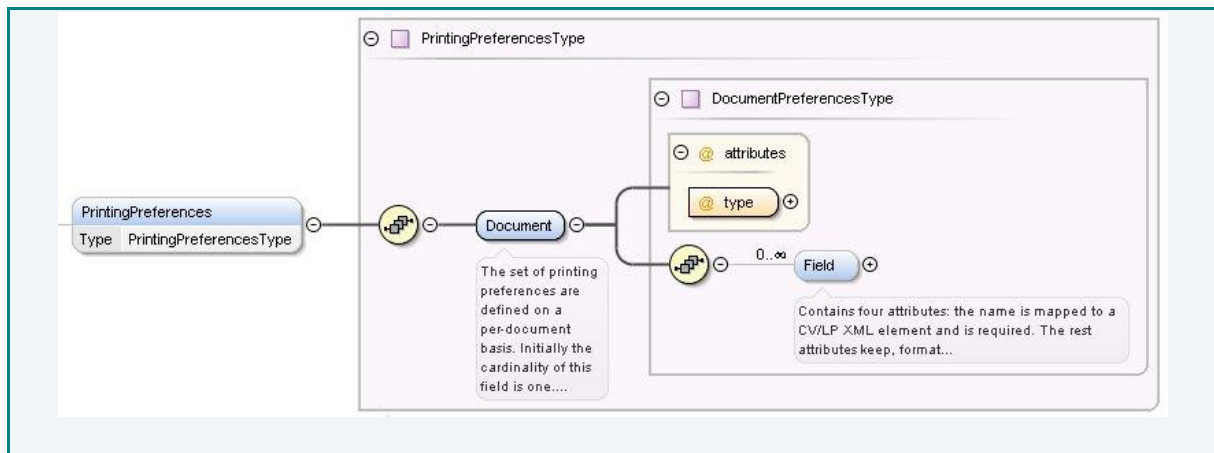 PrintingPreferencesType
DocumentPreferencesType
@ attributes
@ type
PrintingPreferences
Type PrintingPreferencesType
Document
0..∞
Field
The set of printing
preferences are
defined on a
per-document
basis. Initially the
cardinality of this
field is one....
Contains four attributes: the name is mapped to a
CV/LP XML element and is required. The rest
attributes keep, format...